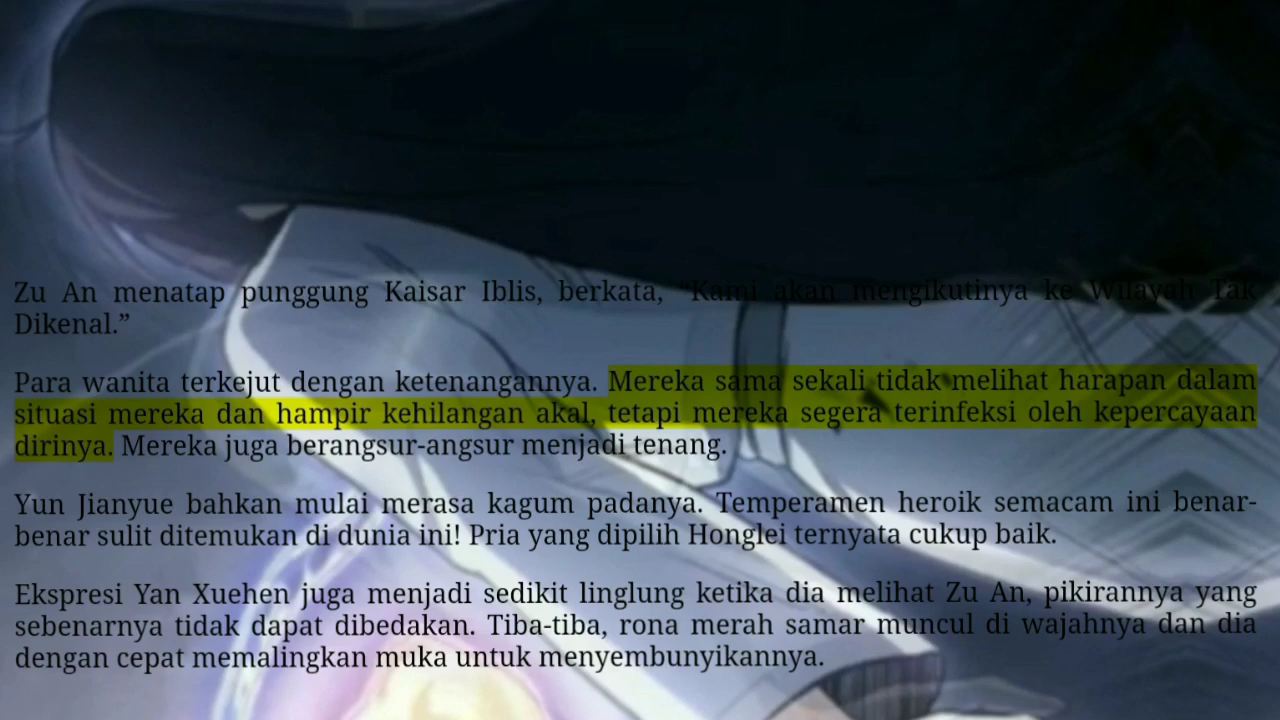 Zu An menatap punggung Kaisar Iblis, berkata, “Kami akan mengikutinya ke Wilayah Tak
Dikenal.”
Para wanita terkejut dengan ketenangannya. Mereka sama sekali tidak melihat harapan dalam
situasi mereka dan hampir kehilangan akal, tetapi mereka segera terinfeksi oleh kepercayaan
dirinya. Mereka juga berangsur-angsur menjadi tenang.
Yun Jianyue bahkan mulai merasa kagum padanya. Temperamen heroik semacam ini benar-
benar sulit ditemukan di dunia ini! Pria yang dipilih Honglei ternyata cukup baik.
Ekspresi Yan Xuehen juga menjadi sedikit linglung ketika dia melihat Zu An, pikirannya yang
sebenarnya tidak dapat dibedakan. Tiba-tiba, rona merah samar muncul di wajahnya dan dia
dengan cepat memalingkan muka untuk menyembunyikannya.